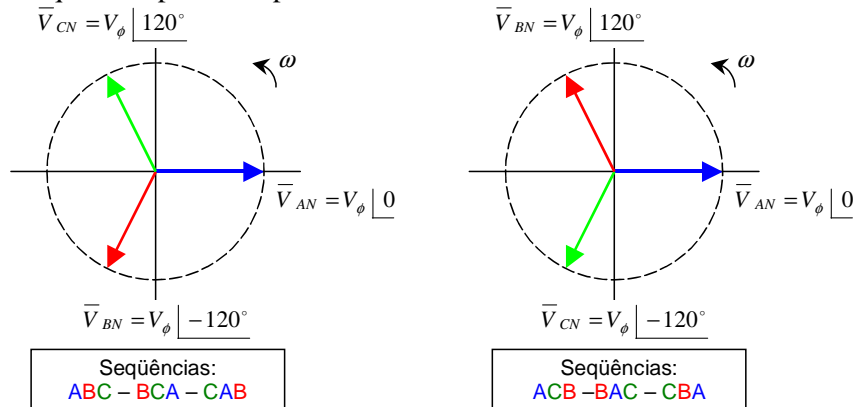 V̅ CN = Vϕ |120°
V̅ BN = Vϕ |120°
ω
ω
V̅ AN = Vϕ |0
V̅ AN = Vϕ |0
V̅ BN = Vϕ |−120°
V̅ CN = Vϕ |−120°
Seqüências:
ABC – BCA – CAB
Seqüências:
ACB –BAC – CBA